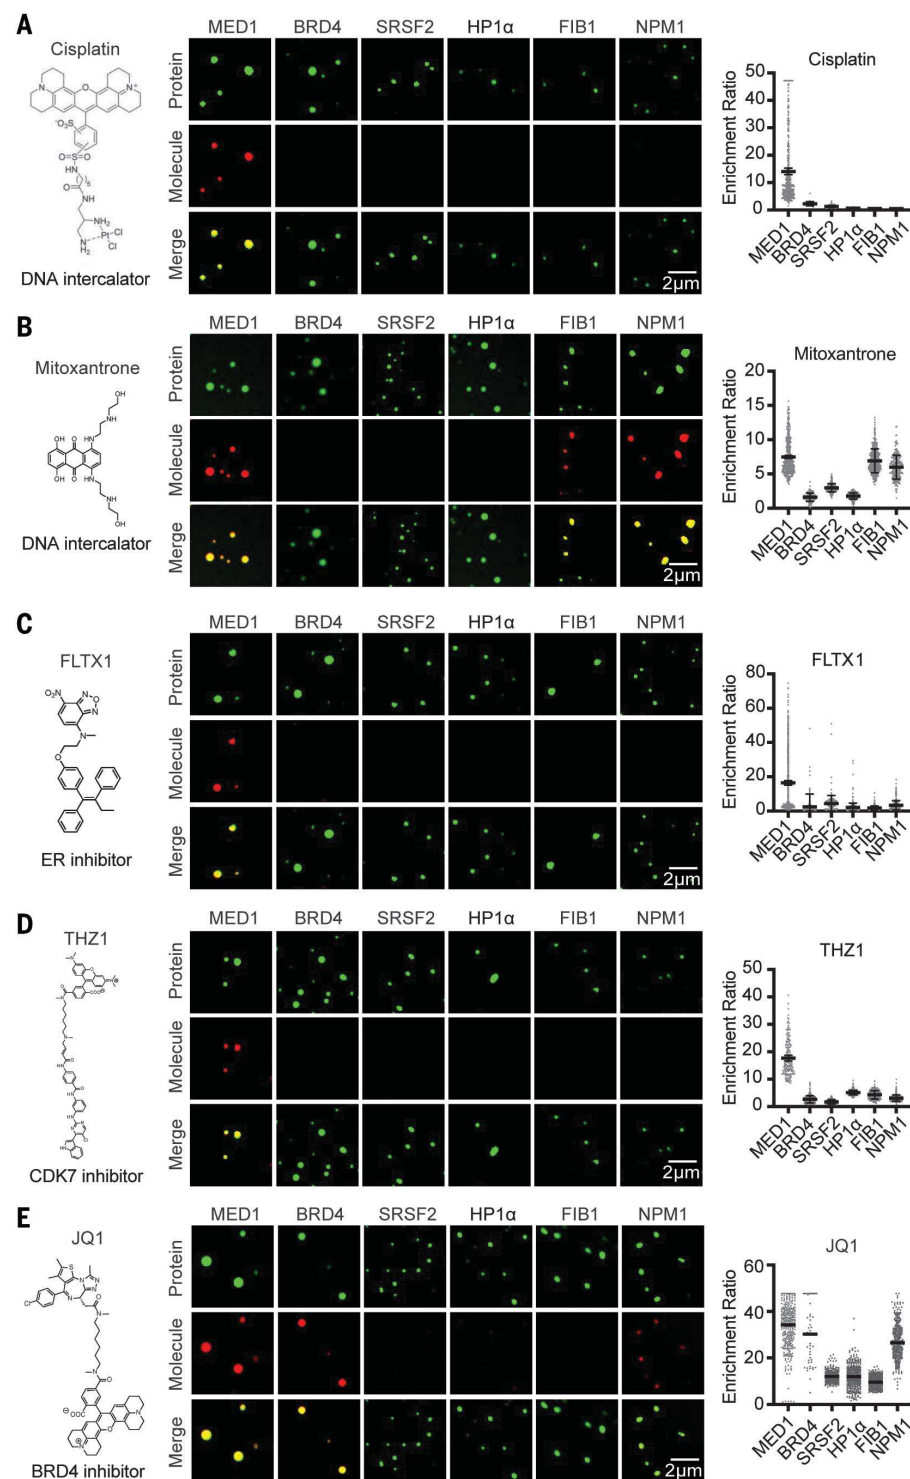 A
Cisplatin
DNA intercalator
MED1 BRD4 SRSF2 HP1α FIB1 NPM1
Protein
Molecule
Merge
2μm
Cisplatin
Enrichment Ratio
50
40
30
20
10
0
MED1 BRD4 SRSF2 HP1α FIB1 NPM1
B
Mitoxantrone
DNA intercalator
MED1 BRD4 SRSF2 HP1α FIB1 NPM1
Protein
Molecule
Merge
2μm
Mitoxantrone
Enrichment Ratio
20
15
10
5
0
MED1 BRD4 SRSF2 HP1α FIB1 NPM1
C
FLTX1
ER inhibitor
MED1 BRD4 SRSF2 HP1α FIB1 NPM1
Protein
Molecule
Merge
2μm
FLTX1
Enrichment Ratio
80
60
40
20
0
MED1 BRD4 SRSF2 HP1α FIB1 NPM1
D
THZ1
CDK7 inhibitor
MED1 BRD4 SRSF2 HP1α FIB1 NPM1
Protein
Molecule
Merge
2μm
THZ1
Enrichment Ratio
50
40
30
20
10
0
MED1 BRD4 SRSF2 HP1α FIB1 NPM1
E
JQ1
BRD4 inhibitor
MED1 BRD4 SRSF2 HP1α FIB1 NPM1
Protein
Molecule
Merge
2μm
JQ1
Enrichment Ratio
60
40
20
0
MED1 BRD4 SRSF2 HP1α FIB1 NPM1